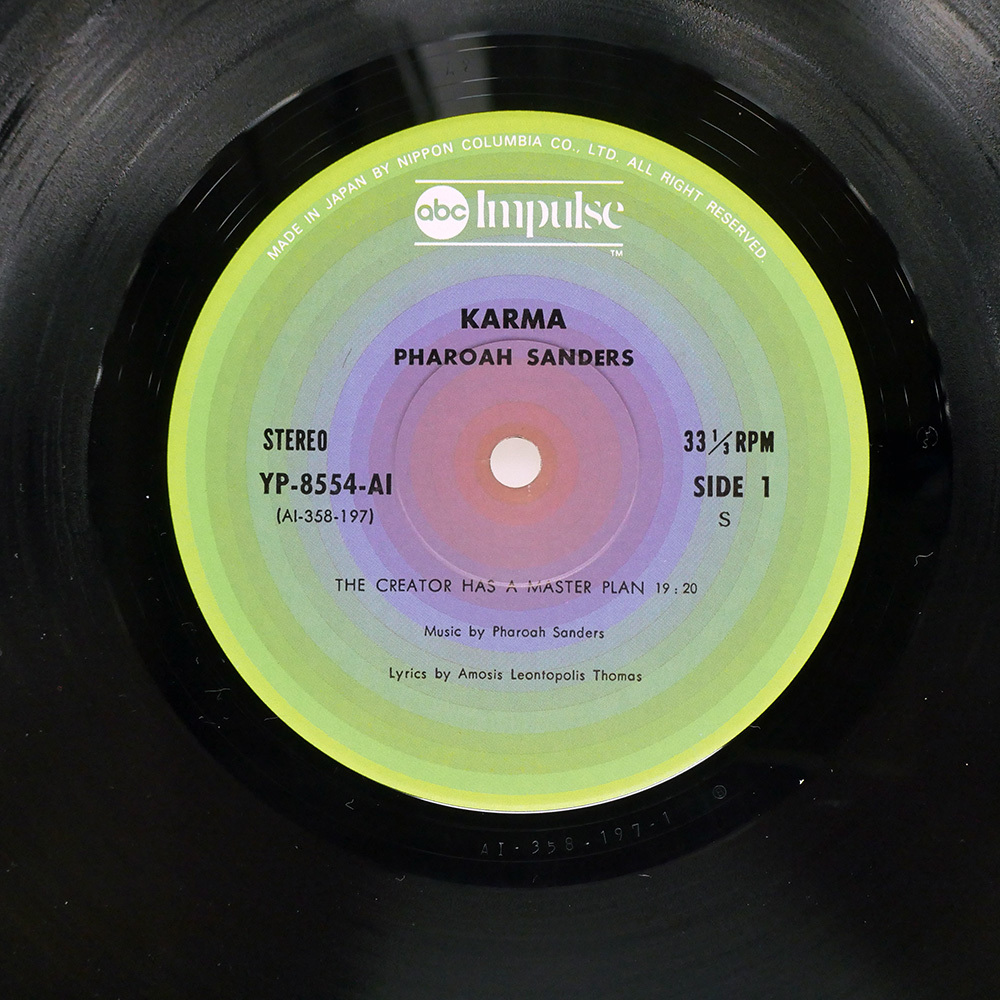 MADE IN JAPAN BY NIPPON COLUMBIA CO., LTD. ALL RIGHT RESERVED.
abc Impulse
TM
KARMA
PHAROAH SANDERS
STEREO
33 1/3 RPM
YP-8554-AI
SIDE 1
(AI-358-197)
S
THE CREATOR HAS A MASTER PLAN 19:20
Music by Pharoah Sanders
Lyrics by Amosis Leontopolis Thomas
AI-358-197-1